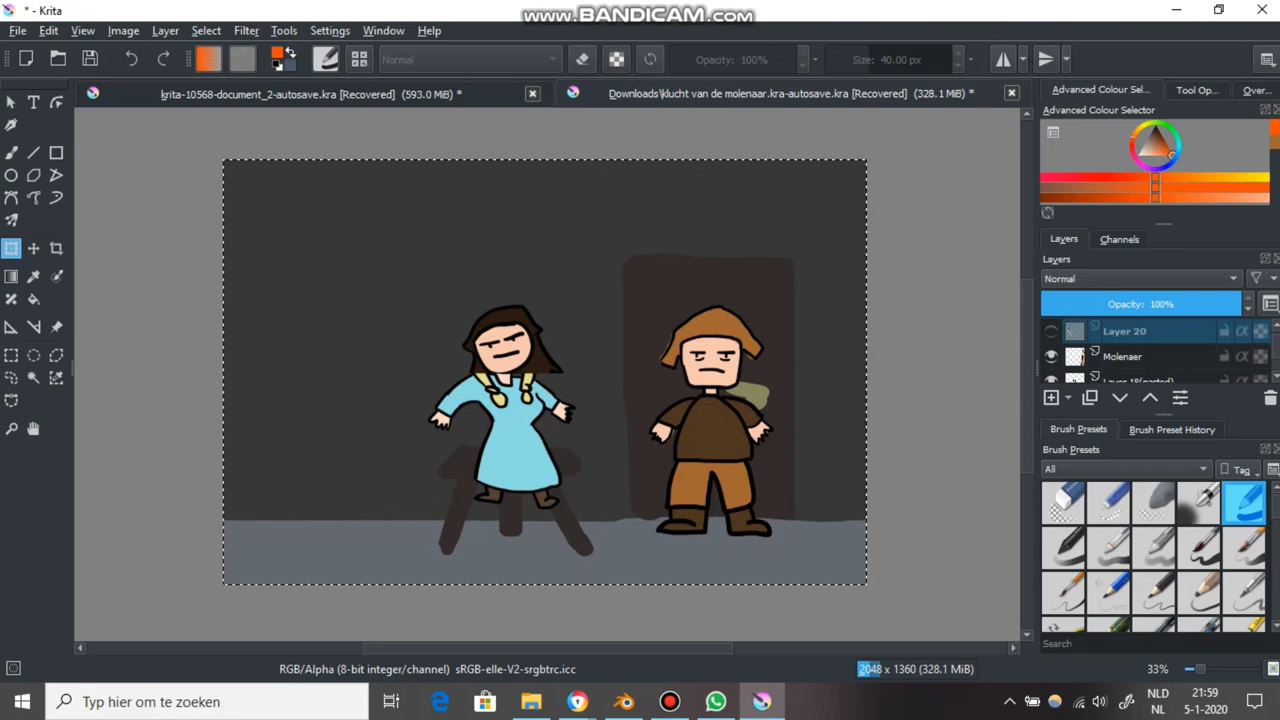 www.BANDICAM.com
* - Krita
File Edit View Image Layer Select Filter Tools Settings Window Help
Normal
Opacity: 100%
Size: 40.00 px
krita-10568-document_2-autosave.kra [Recovered] (593.0 MiB) *
Downloads\klucht van de molenaar.kra-autosave.kra [Recovered] (328.1 MiB) *
Advanced Colour Sel... Tool Op... Over...
Advanced Colour Selector
Layers Channels
Layers
Normal
Opacity: 100%
Layer 20
Molenaer
Layer 18(pasted)
Brush Presets Brush Preset History
Brush Presets
All
Tag
Search
RGB/Alpha (8-bit integer/channel) sRGB-elle-V2-srgbtrc.icc
2048 x 1360 (328.1 MiB)
33%
Typ hier om te zoeken
NLD
NL
21:59
5-1-2020